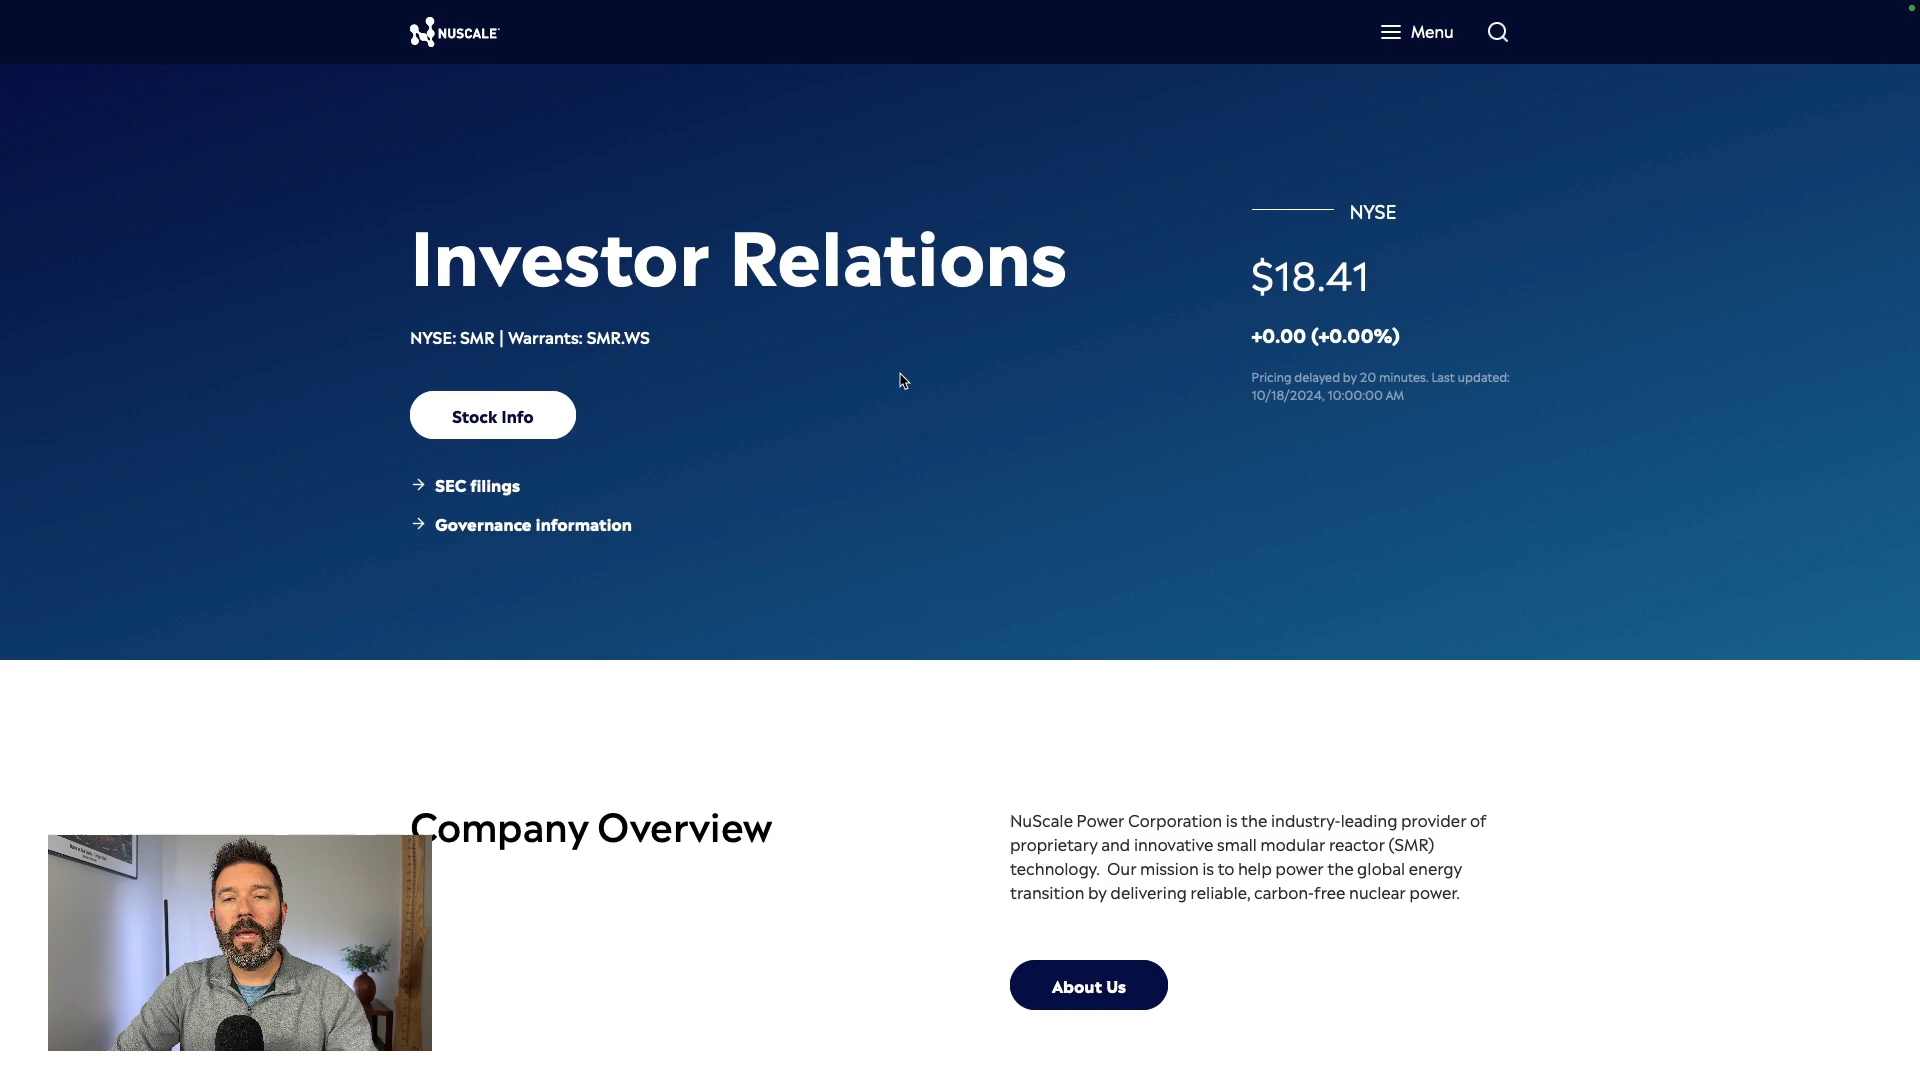 NUSCALE
Menu
NYSE
Investor Relations
$18.41
NYSE: SMR | Warrants: SMR.WS
+0.00 (+0.00%)
Pricing delayed by 20 minutes. Last updated:
10/18/2024, 10:00:00 AM
Stock Info
SEC filings
Governance information
Company Overview
NuScale Power Corporation is the industry-leading provider of
proprietary and innovative small modular reactor (SMR)
technology.  Our mission is to help power the global energy
transition by delivering reliable, carbon-free nuclear power.
About Us